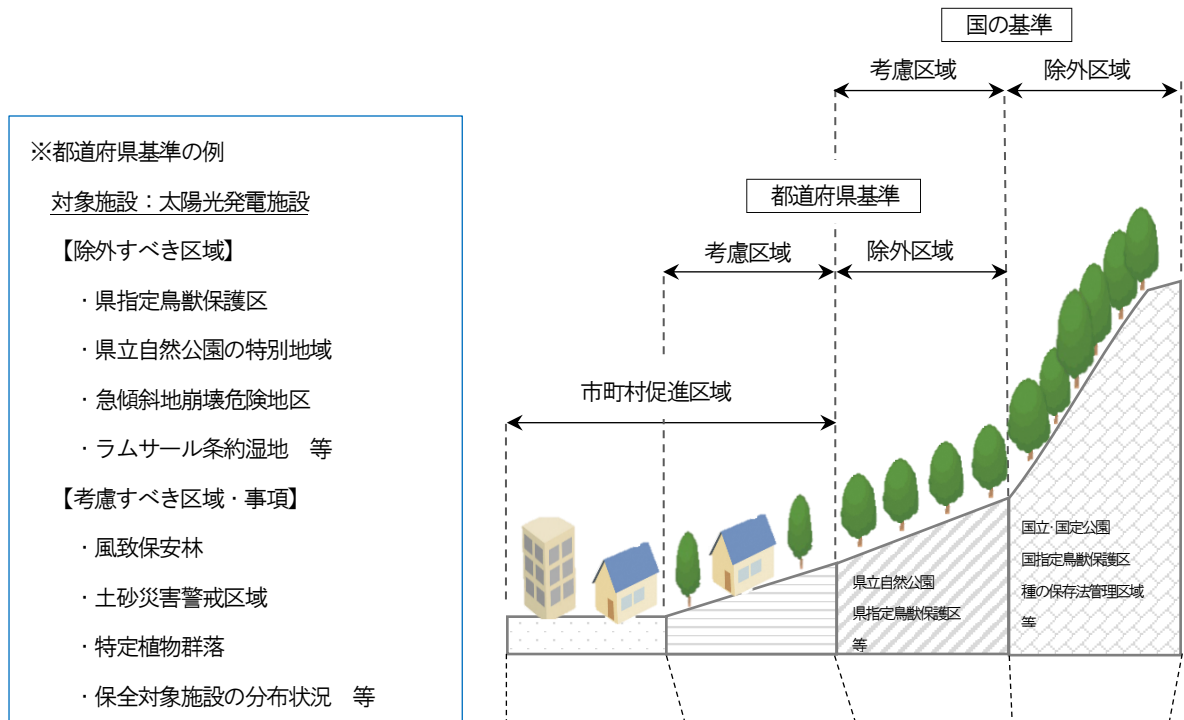 国の基準
考慮区域
除外区域
都道府県基準
考慮区域
除外区域
市町村促進区域
※都道府県基準の例
対象施設：太陽光発電施設
【除外すべき区域】
・県指定鳥獣保護区
・県立自然公園の特別地域
・急傾斜地崩壊危険地区
・ラムサール条約湿地　等
【考慮すべき区域・事項】
・風致保安林
・土砂災害警戒区域
・特定植物群落
・保全対象施設の分布状況　等
県立自然公園
県指定鳥獣保護区
等
国立・国定公園
国指定鳥獣保護区
種の保存法管理区域
等